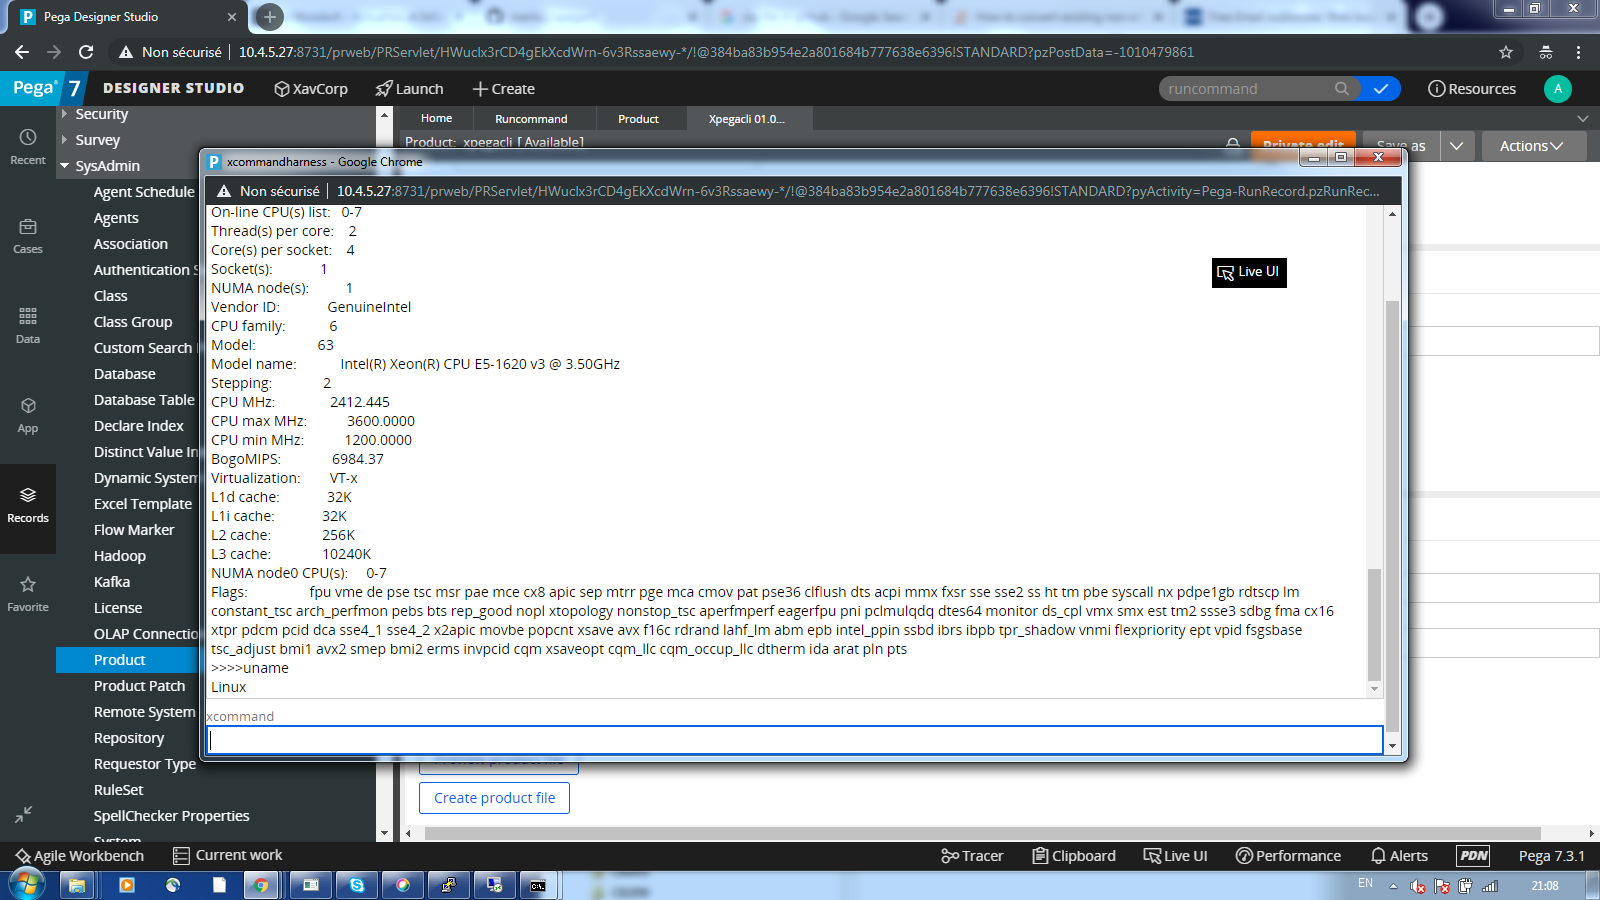 Pega Designer Studio
Non sécurisé
10.4.5.27:8731/prweb/PRServlet/HWuclx3rCD4gEkXcdWrn-6v3Rssaewy-*/!@384ba83b954e2a801684b777638e6396!STANDARD?pzPostData=-1010479861
Pega 7 DESIGNER STUDIO XavCorp Launch Create runcommand Resources A
Home Runcommand Product Xpegacli 01.0...
Product: xpegacli [Available] Private edit Save as Actions
Recent
Cases
Data
App
Records
Favorite
Security
Survey
SysAdmin
Agent Schedule
Agents
Association
Authentication S
Class
Class Group
Custom Search
Database
Database Table
Declare Index
Distinct Value In
Dynamic System
Excel Template
Flow Marker
Hadoop
Kafka
License
OLAP Connectio
Product
Product Patch
Remote System
Repository
Requestor Type
RuleSet
SpellChecker Properties
System
xcommandharness - Google Chrome
Non sécurisé
10.4.5.27:8731/prweb/PRServlet/HWuclx3rCD4gEkXcdWrn-6v3Rssaewy-*/!@384ba83b954e2a801684b777638e6396!STANDARD?pyActivity=Pega-RunRecord.pzRunRec...
On-line CPU(s) list: 0-7
Thread(s) per core: 2
Core(s) per socket: 4
Socket(s): 1
NUMA node(s): 1
Vendor ID: GenuineIntel
CPU family: 6
Model: 63
Model name: Intel(R) Xeon(R) CPU E5-1620 v3 @ 3.50GHz
Stepping: 2
CPU MHz: 2412.445
CPU max MHz: 3600.0000
CPU min MHz: 1200.0000
BogoMIPS: 6984.37
Virtualization: VT-x
L1d cache: 32K
L1i cache: 32K
L2 cache: 256K
L3 cache: 10240K
NUMA node0 CPU(s): 0-7
Flags: fpu vme de pse tsc msr pae mce cx8 apic sep mtrr pge mca cmov pat pse36 clflush dts acpi mmx fxsr sse sse2 ss ht tm pbe syscall nx pdpe1gb rdtscp lm
constant_tsc arch_perfmon pebs bts rep_good nopl xtopology nonstop_tsc aperfmperf eagerfpu pni pclmulqdq dtes64 monitor ds_cpl vmx smx est tm2 ssse3 sdbg fma cx16
xtpr pdcm pcid dca sse4_1 sse4_2 x2apic movbe popcnt xsave avx f16c rdrand lahf_lm abm epb intel_ppin ssbd ibrs ibpb tpr_shadow vnmi flexpriority ept vpid fsgsbase
tsc_adjust bmi1 avx2 smep bmi2 erms invpcid cqm xsaveopt cqm_llc cqm_occup_llc dtherm ida arat pln pts
>>>>uname
Linux
Live UI
xcommand
Create product file
Agile Workbench Current work Tracer Clipboard Live UI Performance Alerts PDN Pega 7.3.1
EN 21:08